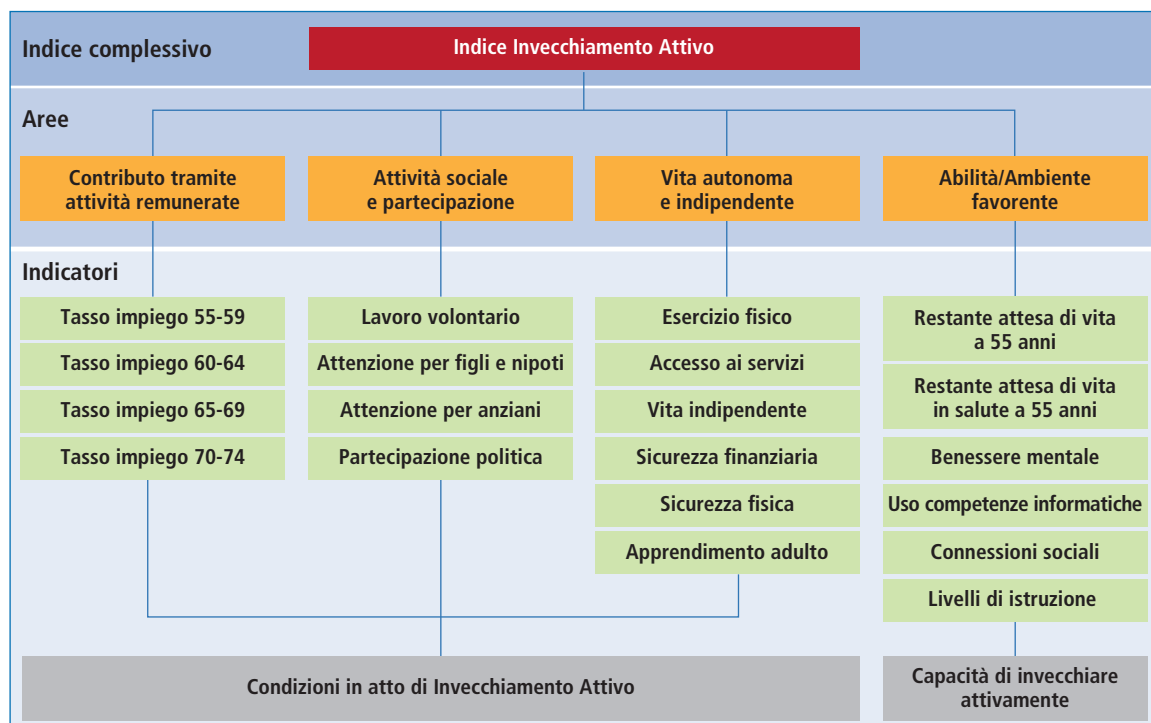 Indice complessivo
Indice Invecchiamento Attivo
Aree
Contributo tramite
attività remunerate
Attività sociale
e partecipazione
Vita autonoma
e indipendente
Abilità/Ambiente
favorente
Indicatori
Tasso impiego 55-59
Tasso impiego 60-64
Tasso impiego 65-69
Tasso impiego 70-74
Lavoro volontario
Attenzione per figli e nipoti
Attenzione per anziani
Partecipazione politica
Esercizio fisico
Accesso ai servizi
Vita indipendente
Sicurezza finanziaria
Sicurezza fisica
Apprendimento adulto
Restante attesa di vita
a 55 anni
Restante attesa di vita
in salute a 55 anni
Benessere mentale
Uso competenze informatiche
Connessioni sociali
Livelli di istruzione
Condizioni in atto di Invecchiamento Attivo
Capacità di invecchiare
attivamente